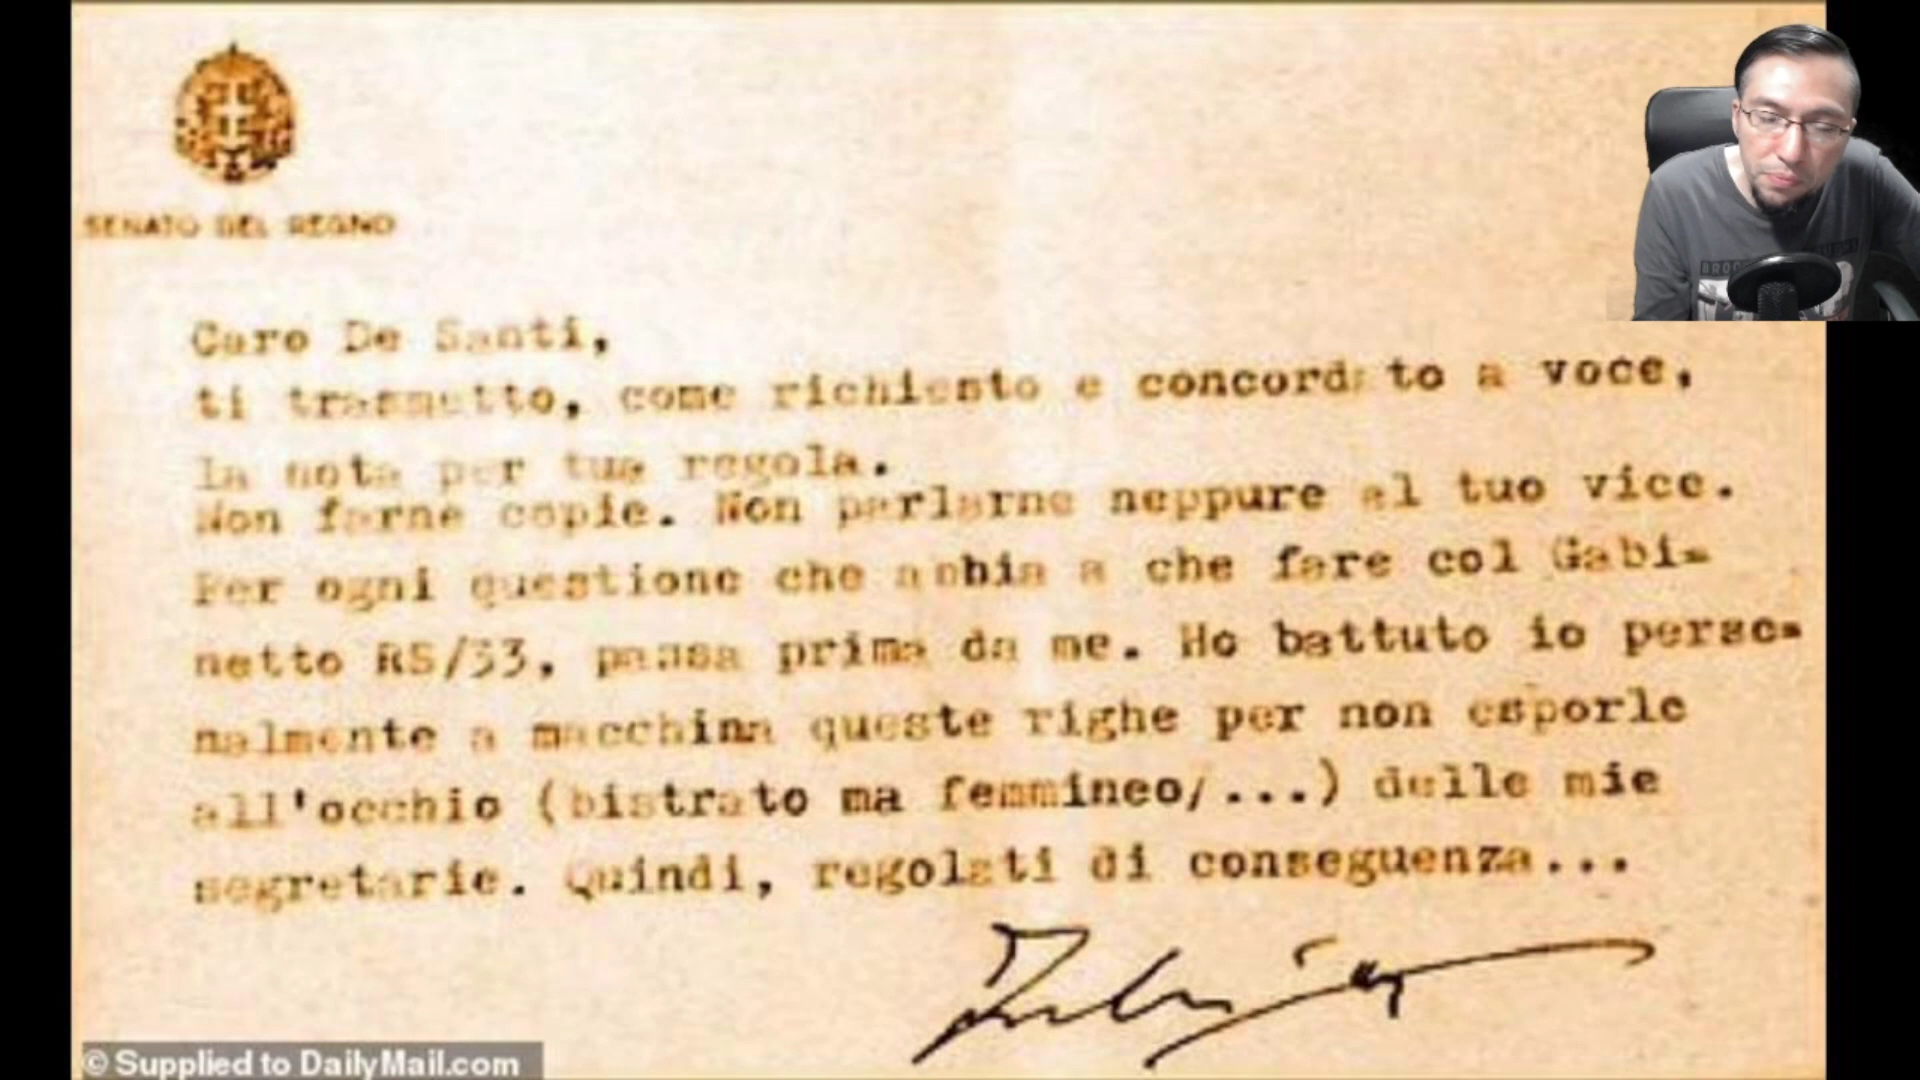 SENATO DEL REGNO
Caro De Santi,
ti trasmetto, come richiesto e concordato a voce,
la nota per tua regola.
Non farne copie. Non parlarne neppure al tuo vice.
Per ogni questione che abbia a che fare col Gabi=
netto RS/33, passa prima da me. Ho battuto io perso=
nalmente a macchina queste righe per non esporle
all'occhio (bistrato ma femmineo/...) delle mie
segretarie. Quindi, regolati di conseguenza...
© Supplied to DailyMail.com